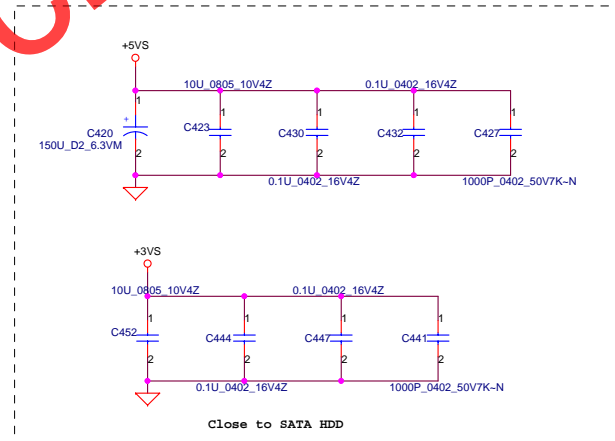 +5VS
10U_0805_10V4Z 0.1U_0402_16V4Z
1 1 1 1 1
C420 C423 C430 C432 C427
+
150U_D2_6.3VM
2 2 2 2 2
0.1U_0402_16V4Z 1000P_0402_50V7K~N
+3VS
10U_0805_10V4Z 0.1U_0402_16V4Z
1 1 1 1
C452 C444 C447 C441
2 2 2 2
0.1U_0402_16V4Z 1000P_0402_50V7K~N
Close to SATA HDD